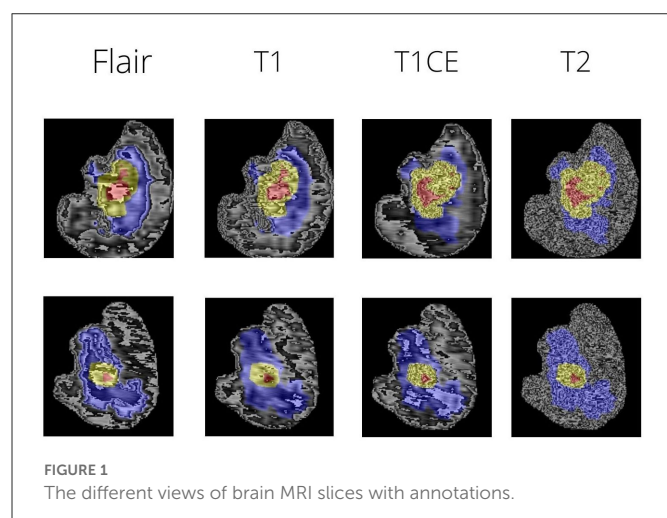 Flair T1 T1CE T2
FIGURE 1
The different views of brain MRI slices with annotations.